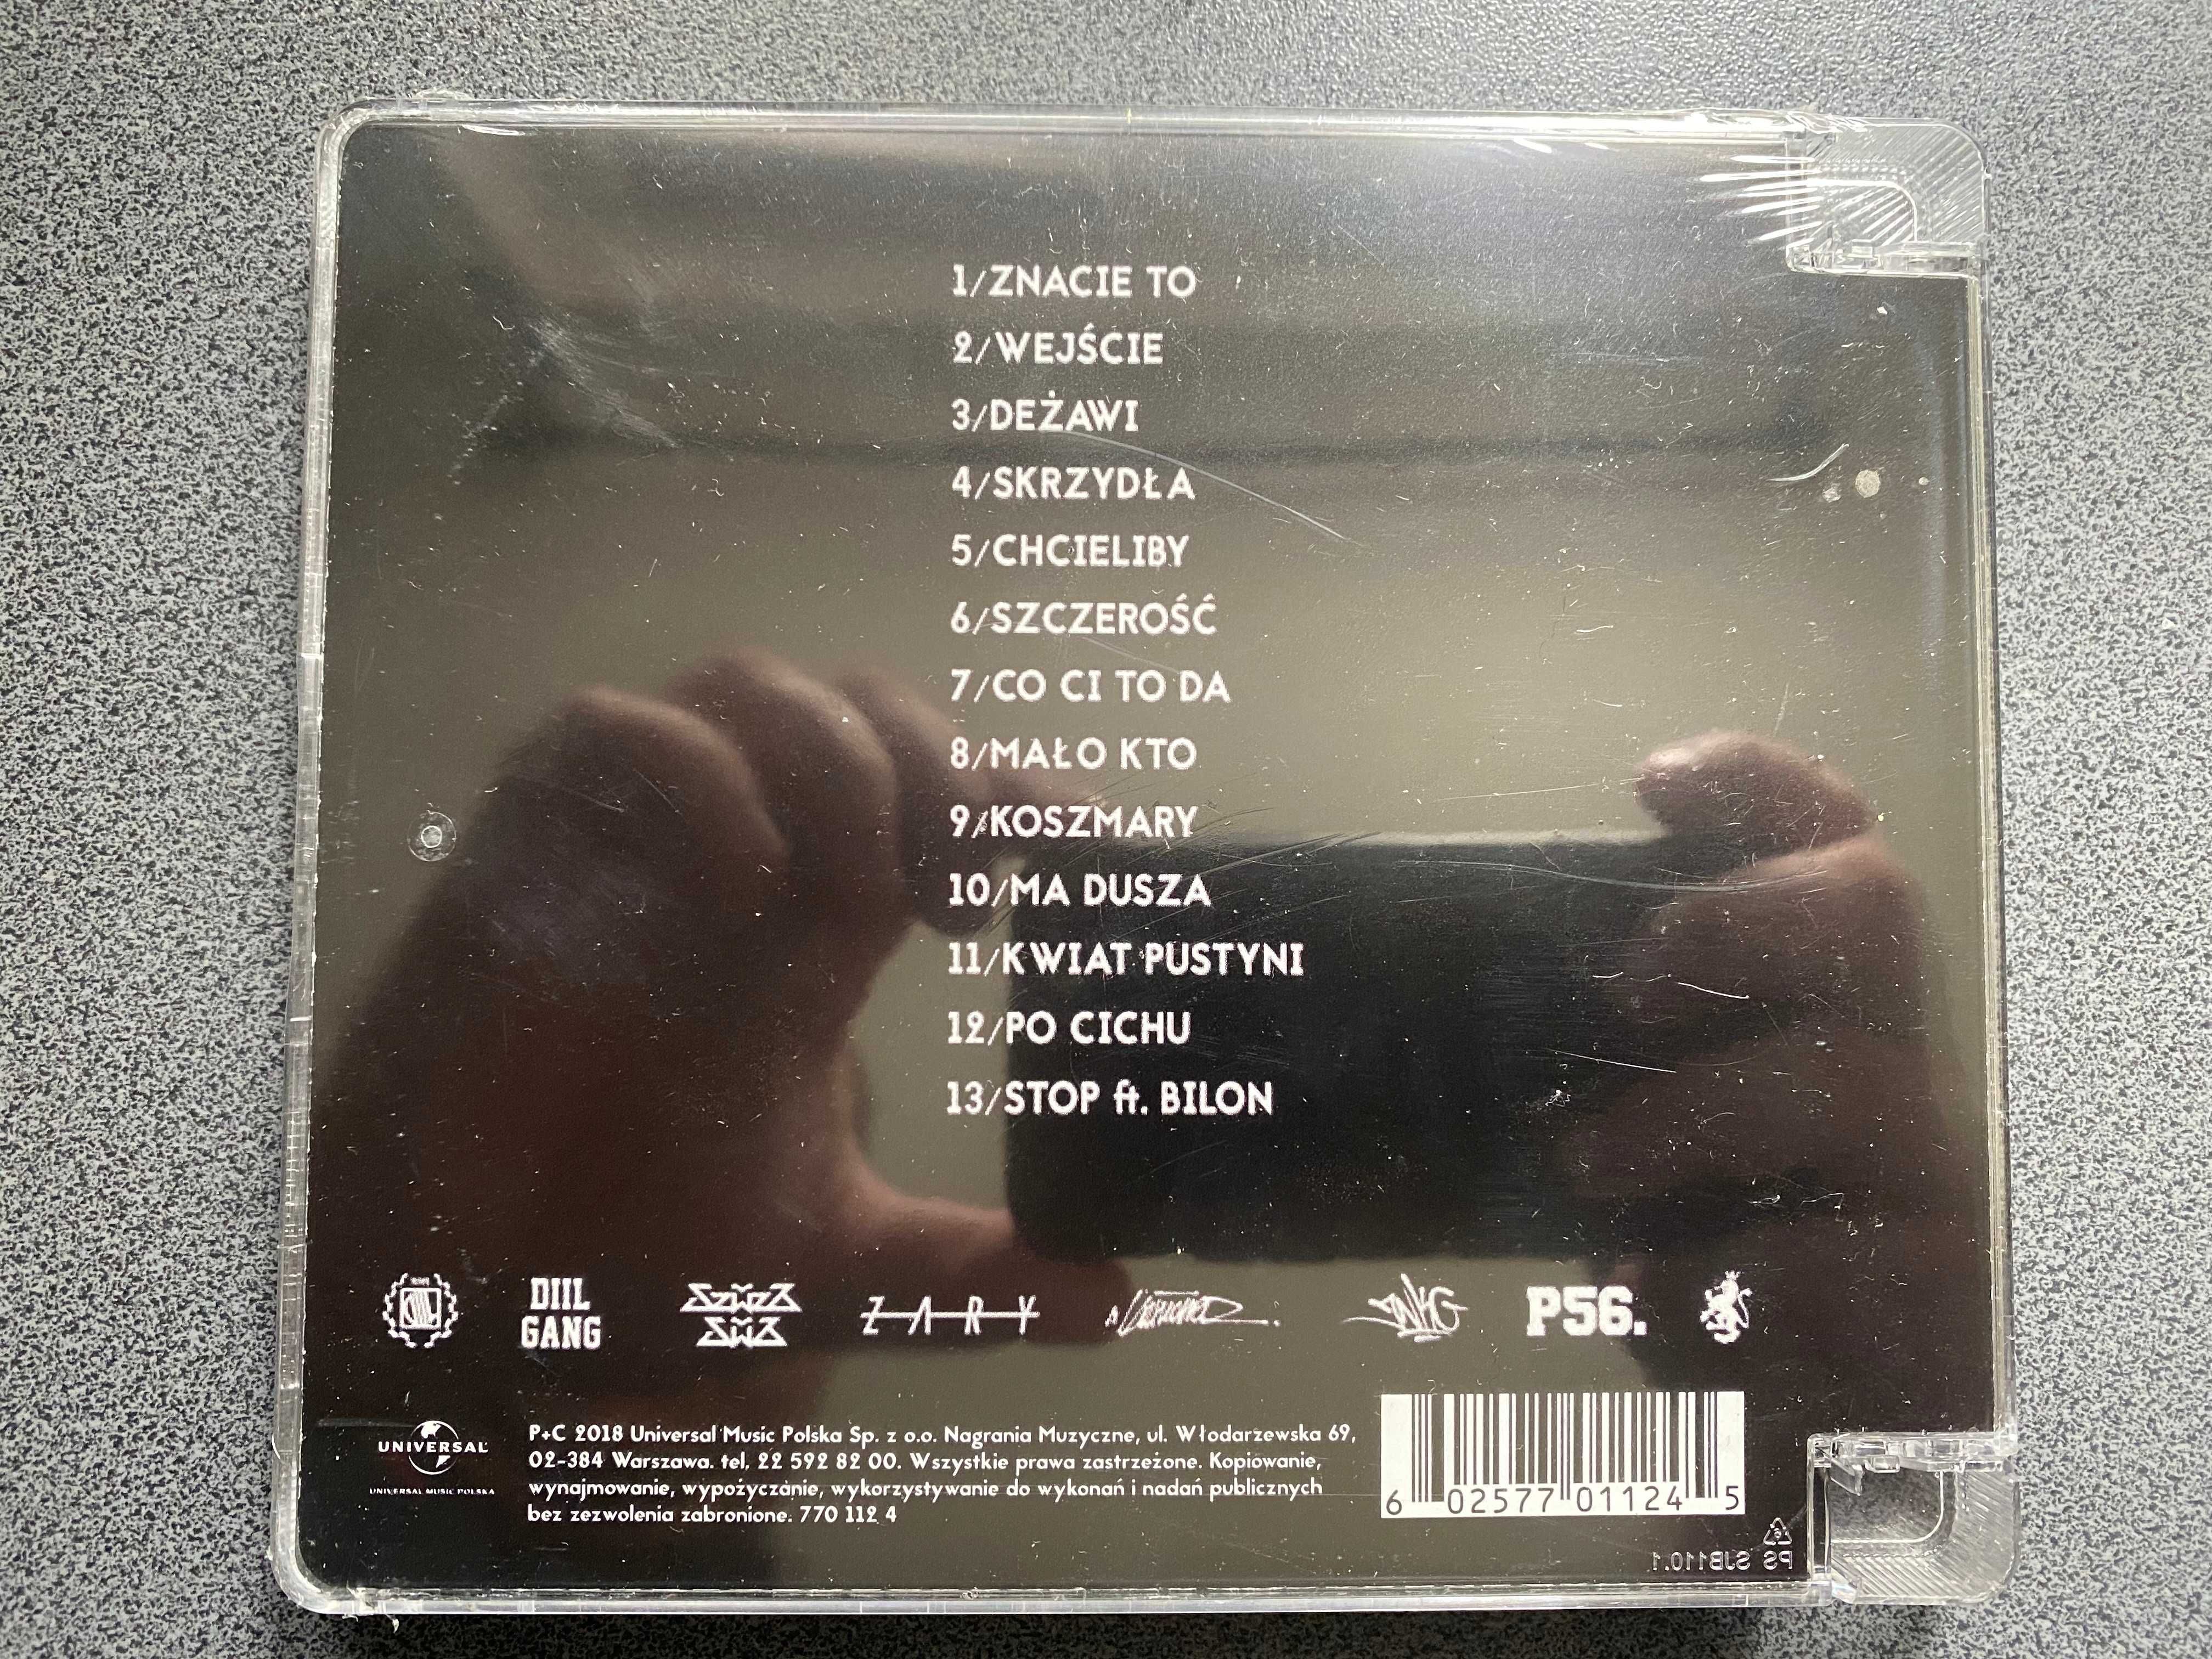 1/ZNACIE TO
2/WEJŚCIE
3/DEŻAWI
4/SKRZYDŁA
5/CHCIELIBY
6/SZCZEROŚĆ
7/CO CI TO DA
8/MAŁO KTO
9/KOSZMARY
10/MA DUSZA
11/KWIAT PUSTYNI
12/PO CICHU
13/STOP ft. BILON
DIIL
GANG
ZARY
P56.
UNIVERSAL
UNIVERSAL MUSIC POLSKA
P+C 2018 Universal Music Polska Sp. z o.o. Nagrania Muzyczne, ul. Włodarzewska 69,
02-384 Warszawa. tel, 22 592 82 00. Wszystkie prawa zastrzeżone. Kopiowanie,
wynajmowanie, wypożyczanie, wykorzystywanie do wykonań i nadań publicznych
bez zezwolenia zabronione. 770 112 4
6 02577 01124 5
PS SJB110.1